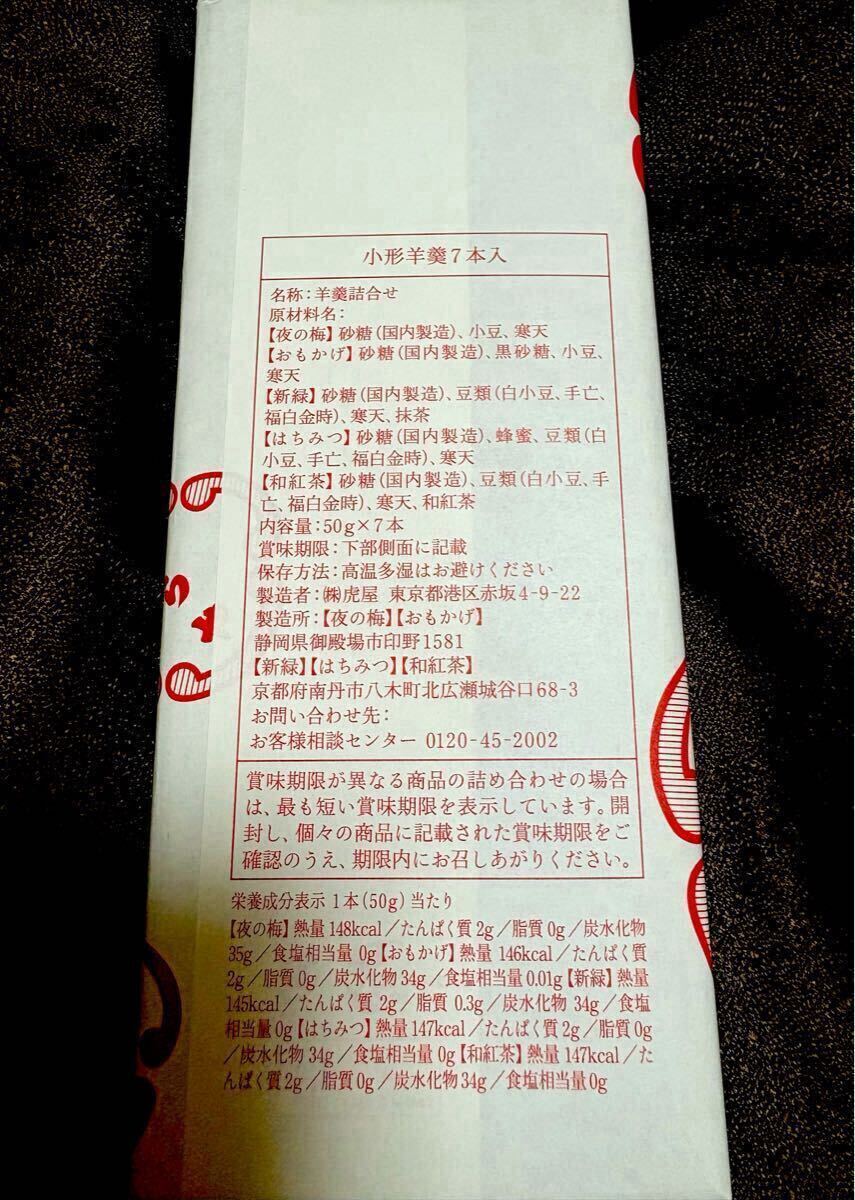 小形羊羹7本入
名称:羊羹詰合せ
原材料名:
【夜の梅】砂糖(国内製造)、小豆、寒天
【おもかげ】砂糖(国内製造)、黒砂糖、小豆、
寒天
【新緑】砂糖(国内製造)、豆類(白小豆、手亡、
福白金時)、寒天、抹茶
【はちみつ】砂糖(国内製造)、蜂蜜、豆類(白
小豆、手亡、福白金時)、寒天
【和紅茶】砂糖(国内製造)、豆類(白小豆、手
亡、福白金時)、寒天、和紅茶
内容量:50g×7本
賞味期限:下部側面に記載
保存方法:高温多湿はお避けください
製造者:㈱虎屋 東京都港区赤坂4-9-22
製造所:【夜の梅】【おもかげ】
静岡県御殿場市印野1581
【新緑】【はちみつ】【和紅茶】
京都府南丹市八木町北広瀬城谷口68-3
お問い合わせ先:
お客様相談センター 0120-45-2002
賞味期限が異なる商品の詰め合わせの場合
は、最も短い賞味期限を表示しています。開
封し、個々の商品に記載された賞味期限をご
確認のうえ、期限内にお召しあがりください。
栄養成分表示 1本(50g)当たり
【夜の梅】熱量148kcal/たんぱく質2g/脂質0g/炭水化物
35g/食塩相当量0g【おもかげ】熱量146kcal/たんぱく質
2g/脂質0g/炭水化物34g/食塩相当量0.01g【新緑】熱量
145kcal/たんぱく質2g/脂質0.3g/炭水化物34g/食塩
相当量0g【はちみつ】熱量147kcal/たんぱく質2g/脂質0g
/炭水化物34g/食塩相当量0g【和紅茶】熱量147kcal/た
んぱく質2g/脂質0g/炭水化物34g/食塩相当量0g